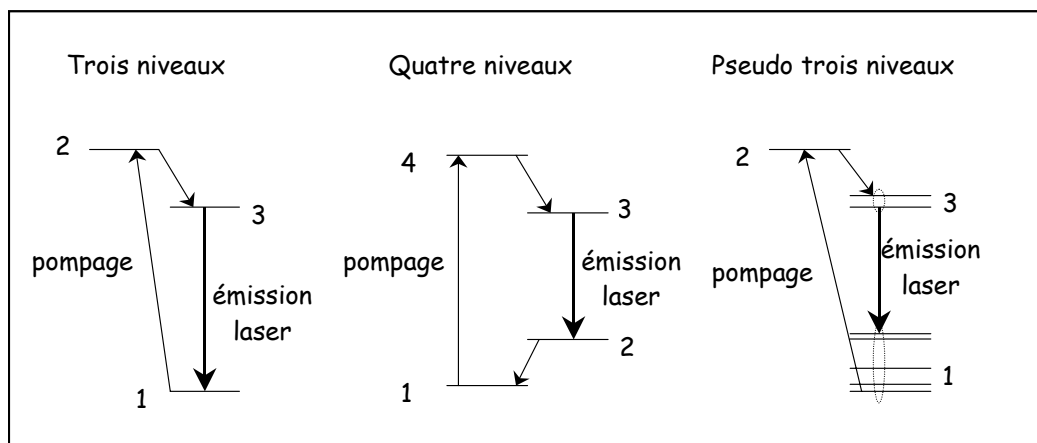 Trois niveaux
2
3
pompage
émission
laser
1
Quatre niveaux
4
3
pompage
émission
laser
2
1
Pseudo trois niveaux
2
3
pompage
émission
laser
1